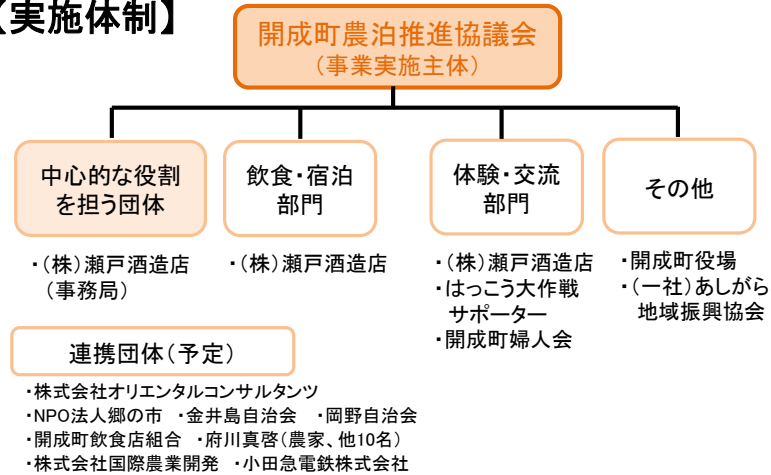 【実施体制】
開成町農泊推進協議会
（事業実施主体）
中心的な役割
を担う団体
・（株）瀬戸酒造店
（事務局）
飲食・宿泊
部門
・（株）瀬戸酒造店
体験・交流
部門
・（株）瀬戸酒造店
・はっこう大作戦
サポーター
・開成町婦人会
その他
・開成町役場
・（一社）あしがら
地域振興協会
連携団体（予定）
・株式会社オリエンタルコンサルタンツ
・NPO法人郷の市　・金井島自治会　・岡野自治会
・開成町飲食店組合　・府川真啓（農家、他10名）
・株式会社国際農業開発　・小田急電鉄株式会社